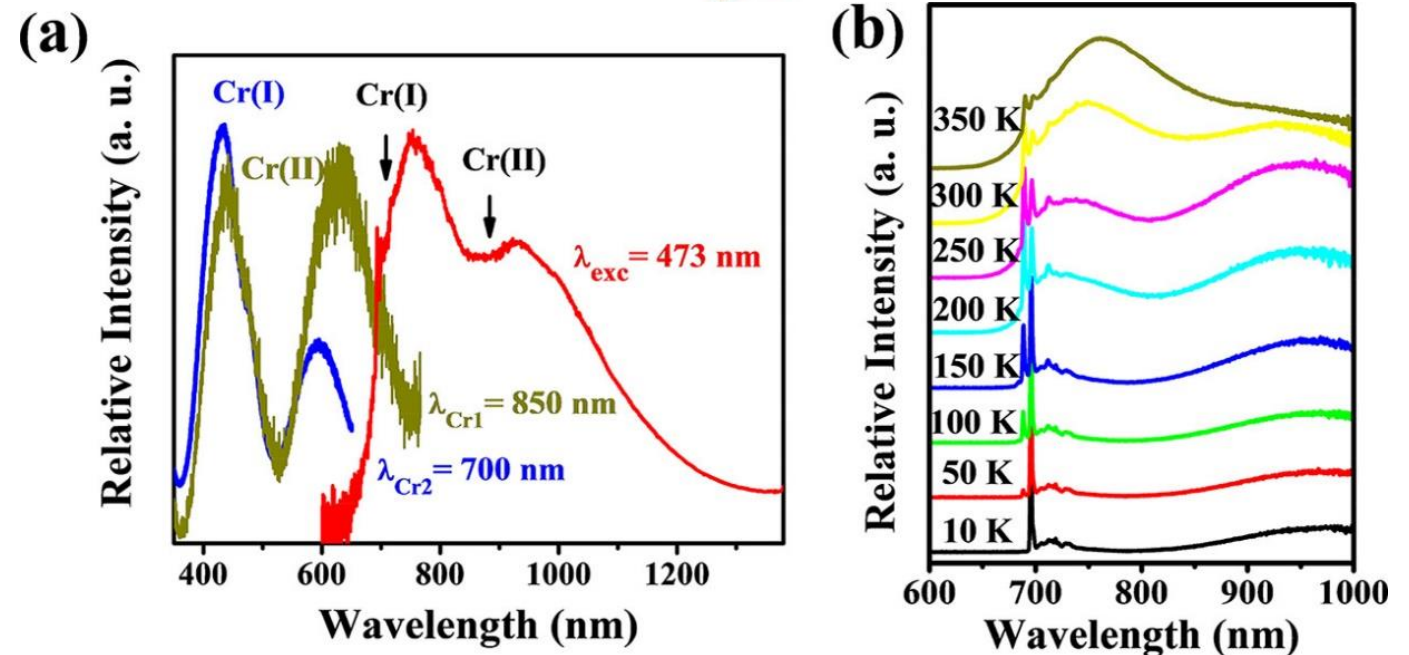 (a)
Relative Intensity (a. u.)
Cr(I)
Cr(II)
Cr(I)
Cr(II)
λexc= 473 nm
λCr1= 850 nm
λCr2= 700 nm
400 600 800 1000 1200
Wavelength (nm)
(b)
Relative Intensity (a. u.)
350 K
300 K
250 K
200 K
150 K
100 K
50 K
10 K
600 700 800 900 1000
Wavelength (nm)